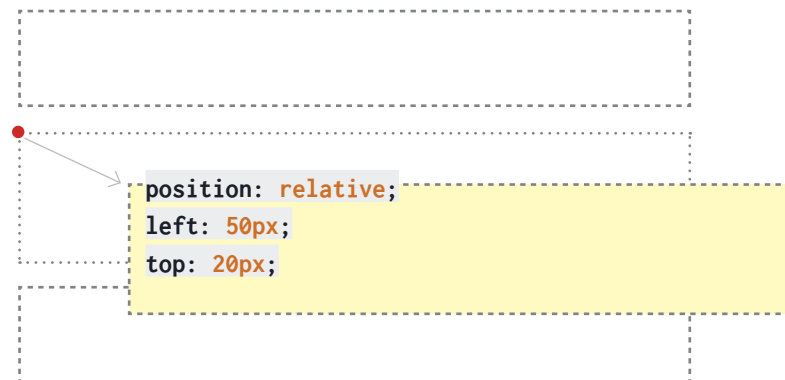 position: relative;
left: 50px;
top: 20px;